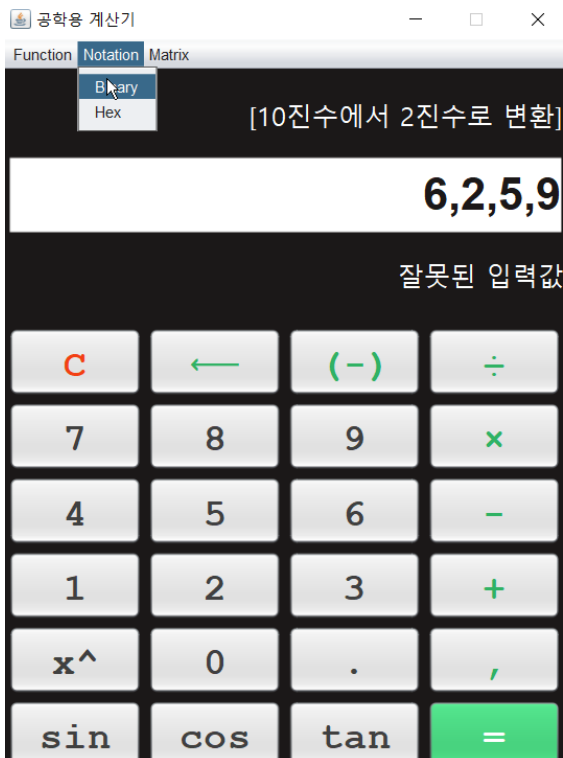 공학용 계산기
Function Notation Matrix
Binary
Hex
[10진수에서 2진수로 변환]
6,2,5,9
잘못된 입력값
C ← (-) ÷
7 8 9 ×
4 5 6 -
1 2 3 +
x^ 0 . ,
sin cos tan =